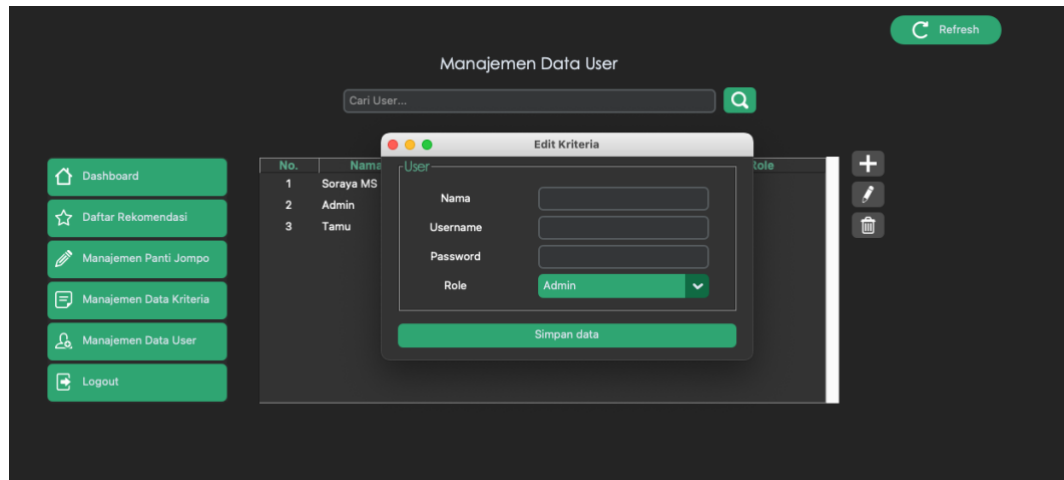 Refresh
Manajemen Data User
Cari User...
Edit Kriteria
Dashboard
Daftar Rekomendasi
Manajemen Panti Jompo
Manajemen Data Kriteria
Manajemen Data User
Logout
No. Nama
1 Soraya MS
2 Admin
3 Tamu
User
Nama
Username
Password
Role Admin
Simpan data